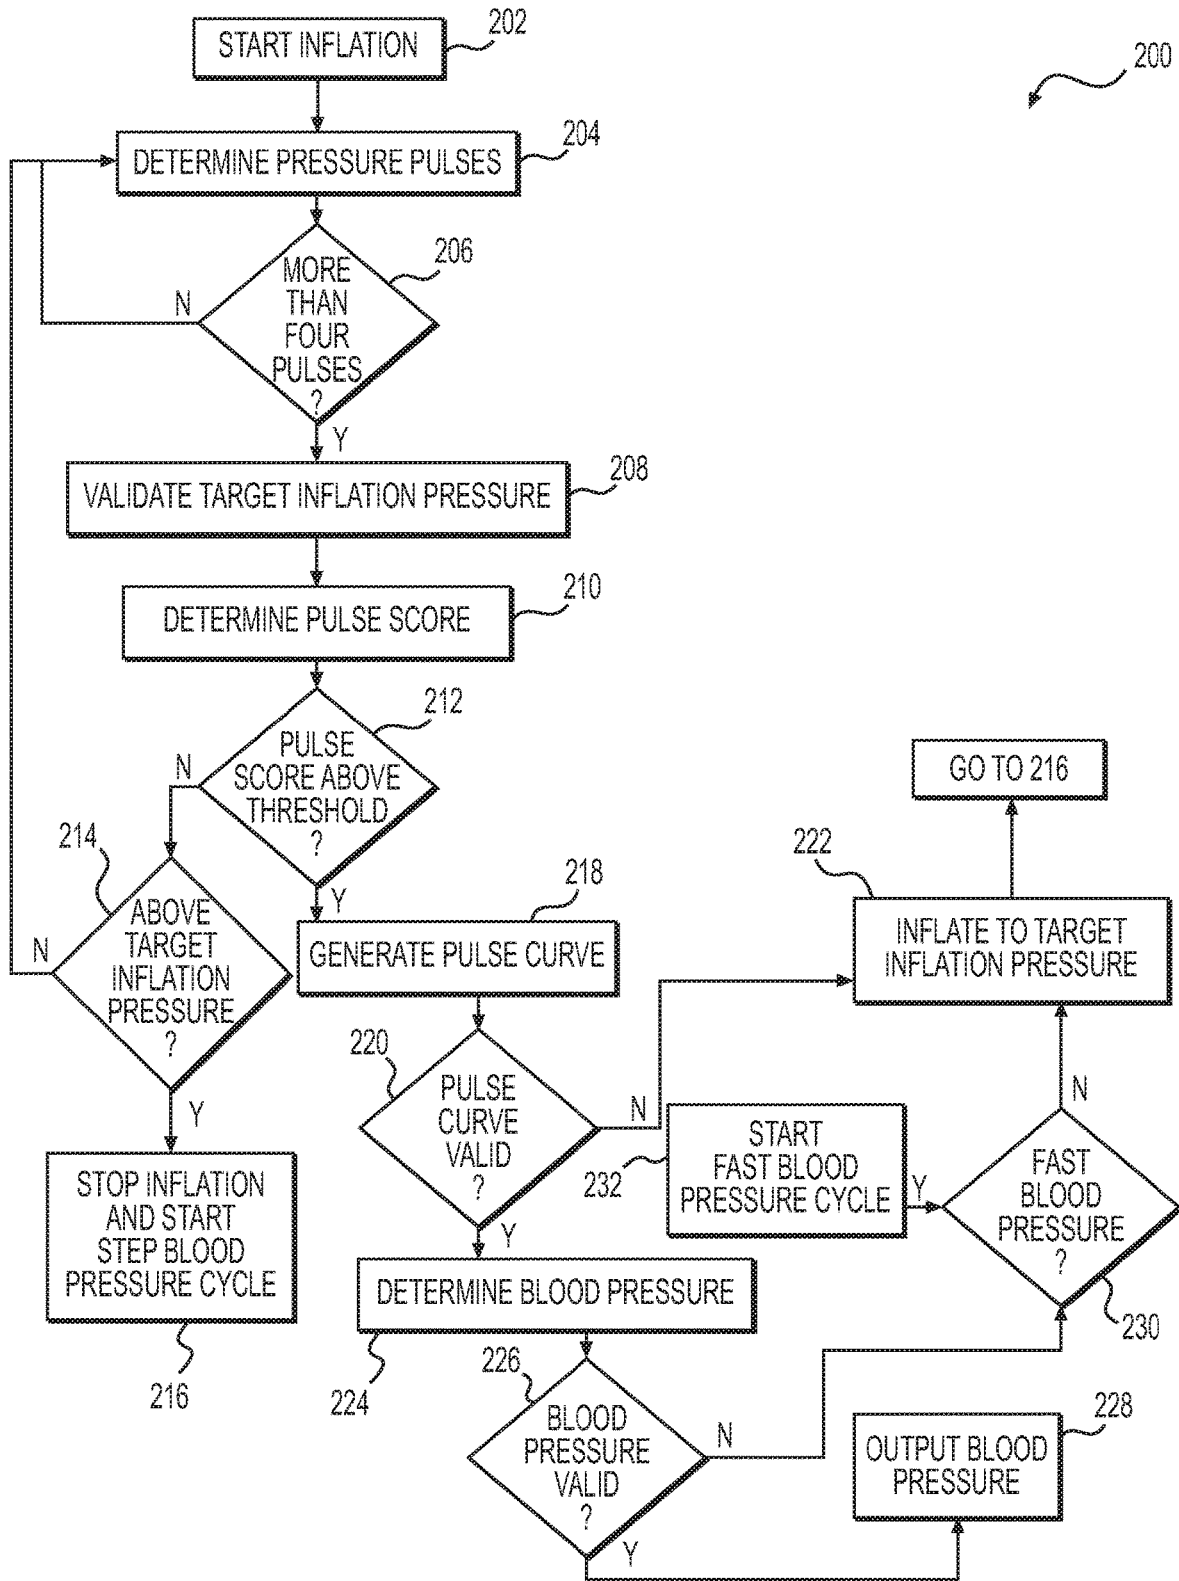 START INFLATION
202
200
DETERMINE PRESSURE PULSES
204
MORE
THAN
FOUR
PULSES
?
206
N
Y
VALIDATE TARGET INFLATION PRESSURE
208
DETERMINE PULSE SCORE
210
PULSE
SCORE ABOVE
THRESHOLD
?
212
N
Y
214
ABOVE
TARGET
INFLATION
PRESSURE
?
N
Y
STOP INFLATION
AND START
STEP BLOOD
PRESSURE CYCLE
216
GENERATE PULSE CURVE
218
220
PULSE
CURVE
VALID
?
N
Y
GO TO 216
222
INFLATE TO TARGET
INFLATION PRESSURE
N
START
FAST BLOOD
PRESSURE CYCLE
232
Y
FAST
BLOOD
PRESSURE
?
230
DETERMINE BLOOD PRESSURE
224
226
BLOOD
PRESSURE
VALID
?
N
Y
OUTPUT BLOOD
PRESSURE
228